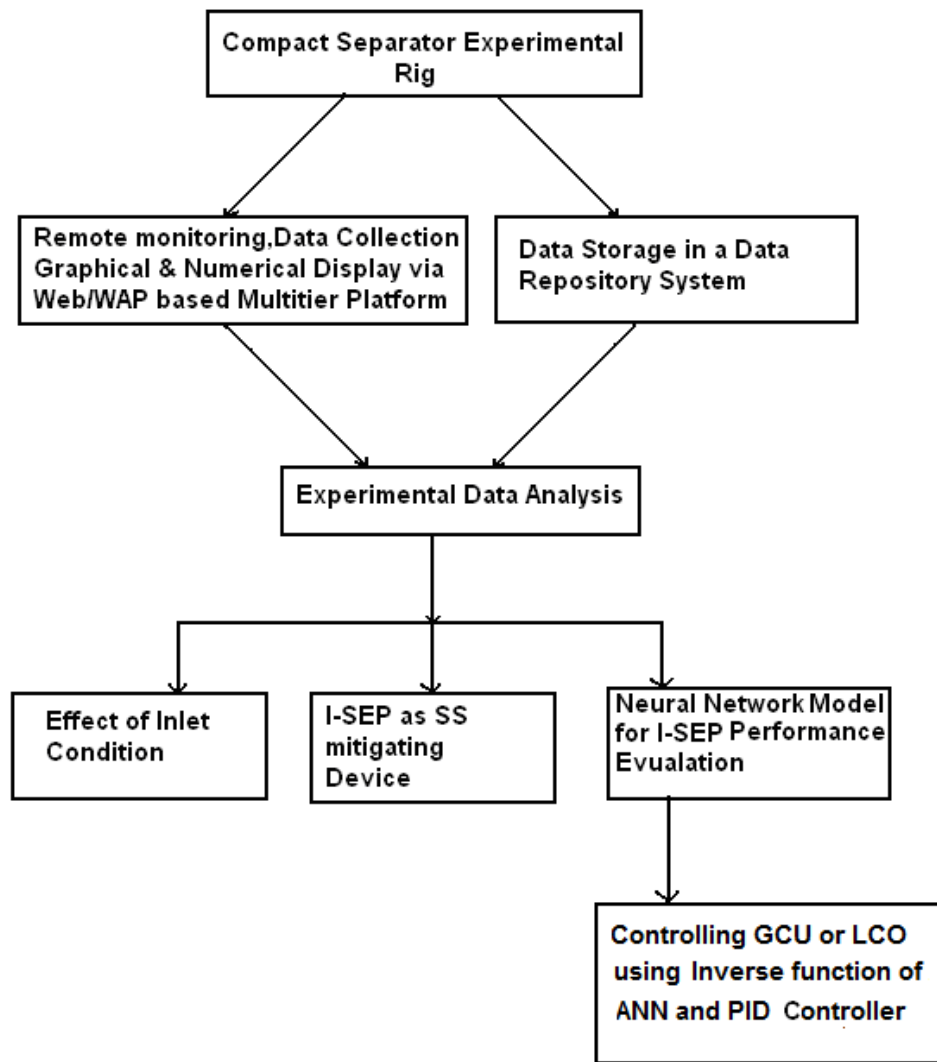 Compact Separator Experimental
Rig
Remote monitoring,Data Collection
Graphical & Numerical Display via
Web/WAP based Multitier Platform
Data Storage in a Data
Repository System
Experimental Data Analysis
Effect of Inlet
Condition
I-SEP as SS
mitigating
Device
Neural Network Model
for I-SEP Performance
Evualation
Controlling GCU or LCO
using Inverse function of
ANN and PID Controller